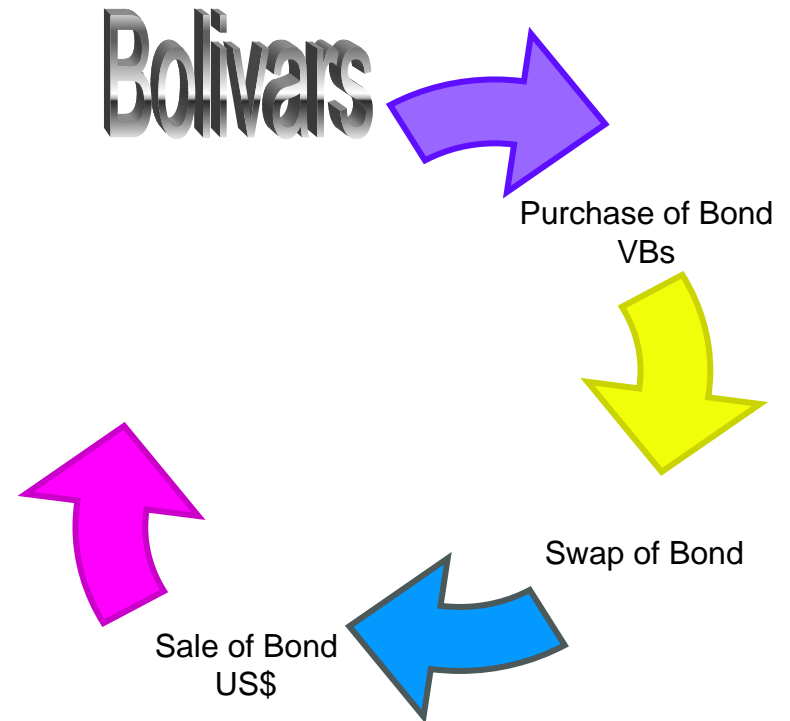 Bolivars
Purchase of Bond
VBs
Swap of Bond
Sale of Bond
US$